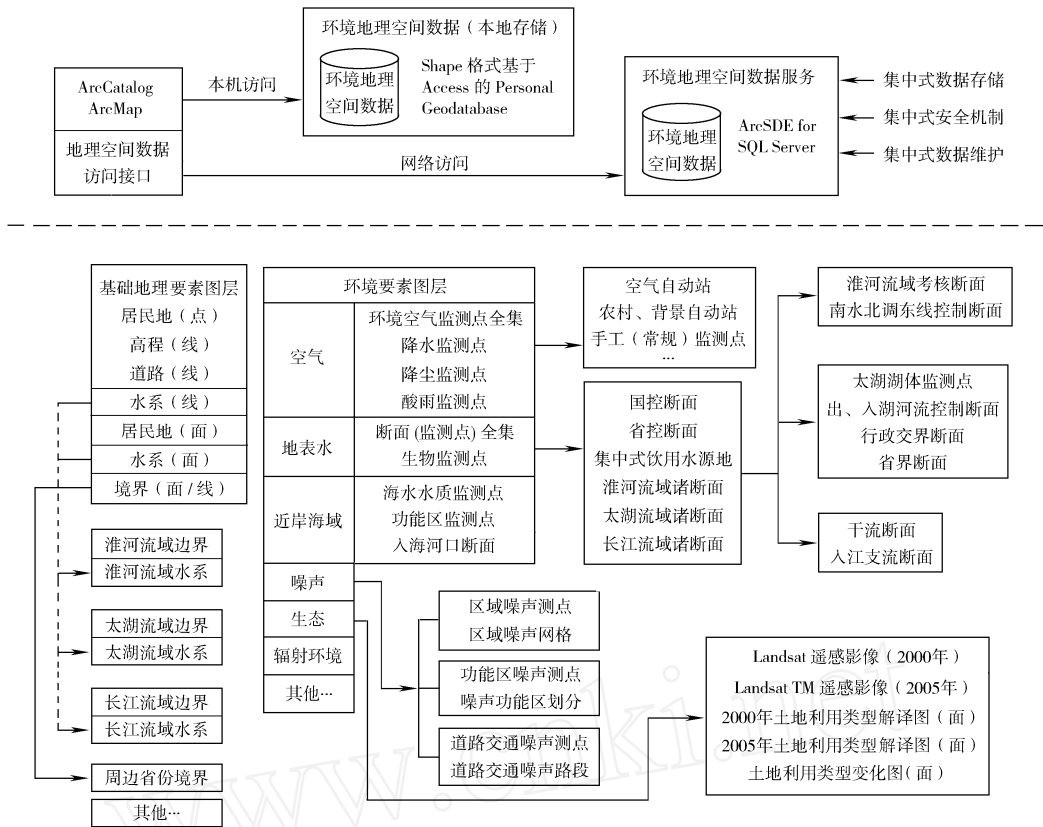 ArcCatalog
ArcMap
地理空间数据
访问接口
本机访问
网络访问
环境地理空间数据（本地存储）
环境地理
空间数据
Shape 格式基于
Access 的 Personal
Geodatabase
环境地理空间数据服务
环境地理
空间数据
ArcSDE for
SQL Server
集中式数据存储
集中式安全机制
集中式数据维护
基础地理要素图层
居民地（点）
高程（线）
道路（线）
水系（线）
居民地（面）
水系（面）
境界（面/线）
淮河流域边界
淮河流域水系
太湖流域边界
太湖流域水系
长江流域边界
长江流域水系
周边省份境界
其他…
环境要素图层
空气
环境空气监测点全集
降水监测点
降尘监测点
酸雨监测点
地表水
断面(监测点)全集
生物监测点
近岸海域
海水水质监测点
功能区监测点
入海河口断面
噪声
生态
辐射环境
其他…
空气自动站
农村、背景自动站
手工（常规）监测点
…
国控断面
省控断面
集中式饮用水源地
淮河流域诸断面
太湖流域诸断面
长江流域诸断面
淮河流域考核断面
南水北调东线控制断面
太湖湖体监测点
出、入湖河流控制断面
行政交界断面
省界断面
干流断面
入江支流断面
区域噪声测点
区域噪声网格
功能区噪声测点
噪声功能区划分
道路交通噪声测点
道路交通噪声路段
Landsat 遥感影像（2000年）
Landsat TM 遥感影像（2005年）
2000年土地利用类型解译图（面）
2005年土地利用类型解译图（面）
土地利用类型变化图(面）
www.cnki.net